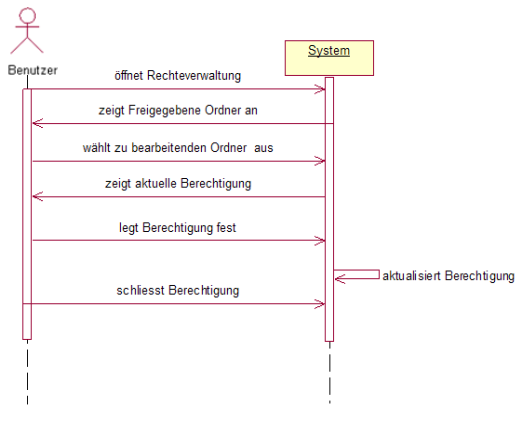 System
Benutzer
öffnet Rechteverwaltung
zeigt Freigegebene Ordner an
wählt zu bearbeitenden Ordner aus
zeigt aktuelle Berechtigung
legt Berechtigung fest
aktualisiert Berechtigung
schliesst Berechtigung